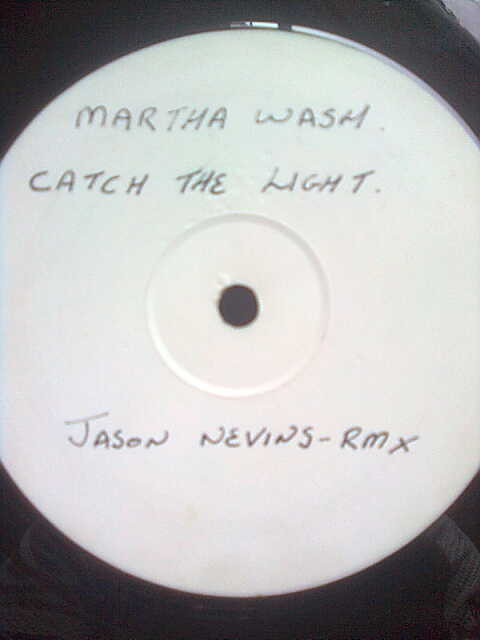 MARTHA WASH.
CATCH THE LIGHT.
JASON NEVINS-RMX